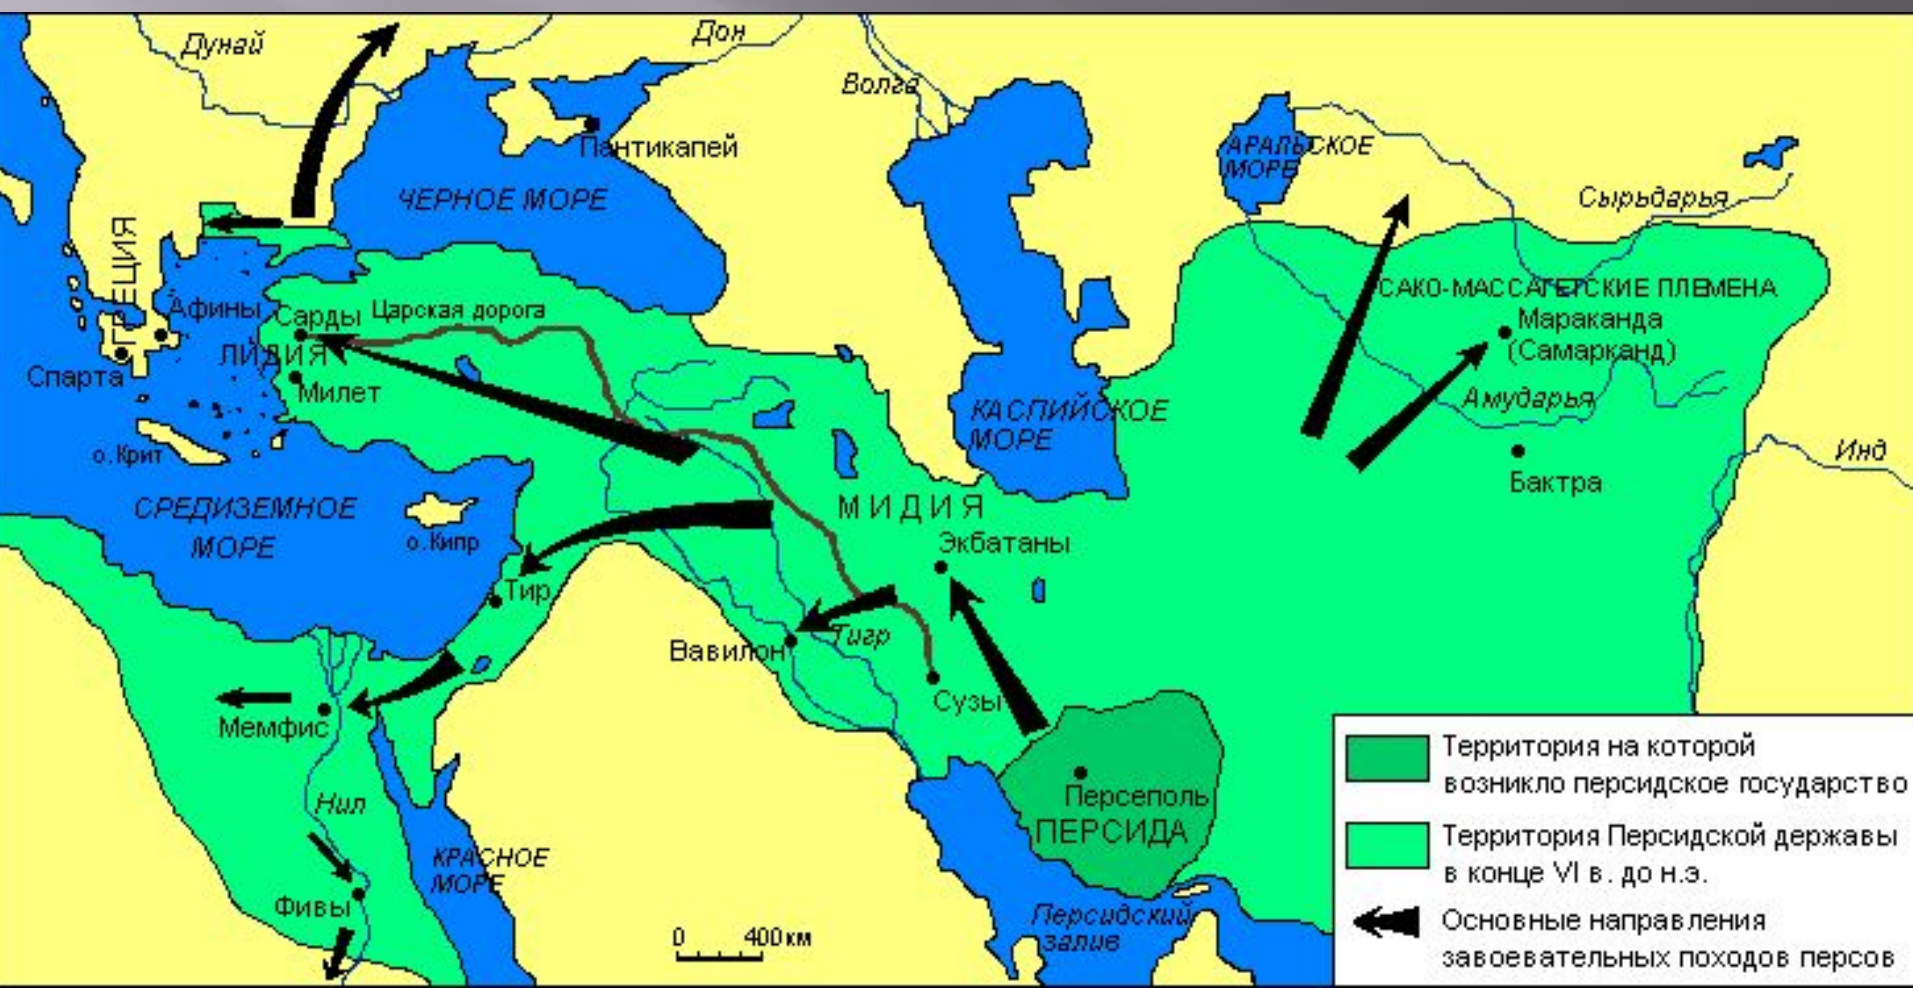 Дунай
Дон
Волга
Пантикапей
АРАЛЬСКОЕ
МОРЕ
ЧЕРНОЕ МОРЕ
Сырьдарья
ГРЕЦИЯ
САКО-МАССАГЕТСКИЕ ПЛЕМЕНА
Афины
Сарды
Царская дорога
Мараканда
(Самарканд)
ЛИДИЯ
Спарта
Милет
Амударья
КАСПИЙСКОЕ
МОРЕ
о.Крит
Инд
Бактра
СРЕДИЗЕМНОЕ
МОРЕ
о.Кипр
МИДИЯ
Экбатаны
Тир
Тигр
Вавилон
Сузы
Мемфис
Персеполь
ПЕРСИДА
Нил
КРАСНОЕ
МОРЕ
Фивы
Персидский
залив
0 400 км
Территория на которой
возникло персидское государство
Территория Персидской державы
в конце VI в. до н.э.
Основные направления
завоевательных походов персов